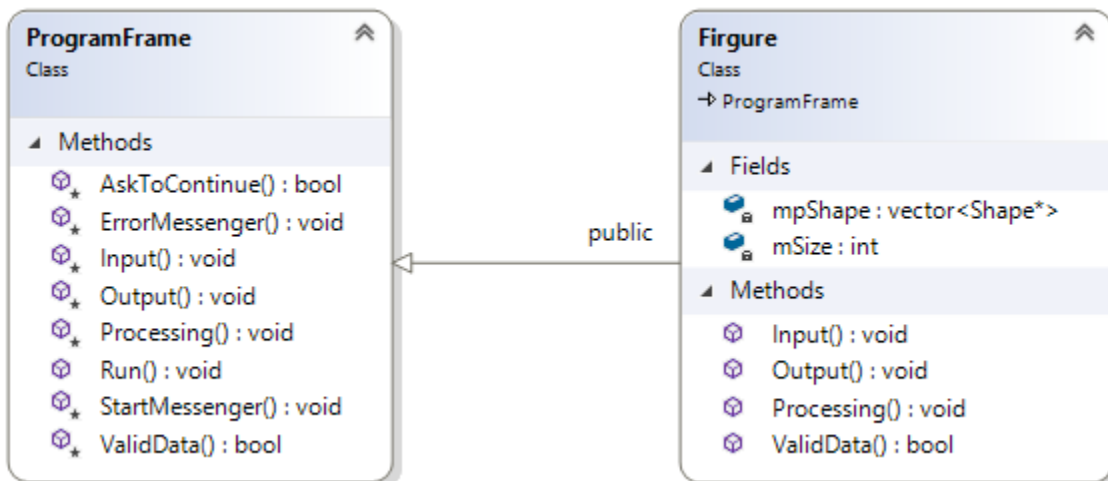 ProgramFrame
Class
Methods
AskToContinue() : bool
ErrorMessenger() : void
Input() : void
Output() : void
Processing() : void
Run() : void
StartMessenger() : void
ValidData() : bool
public
Firgure
Class
ProgramFrame
Fields
mpShape : vector<Shape*>
mSize : int
Methods
Input() : void
Output() : void
Processing() : void
ValidData() : bool